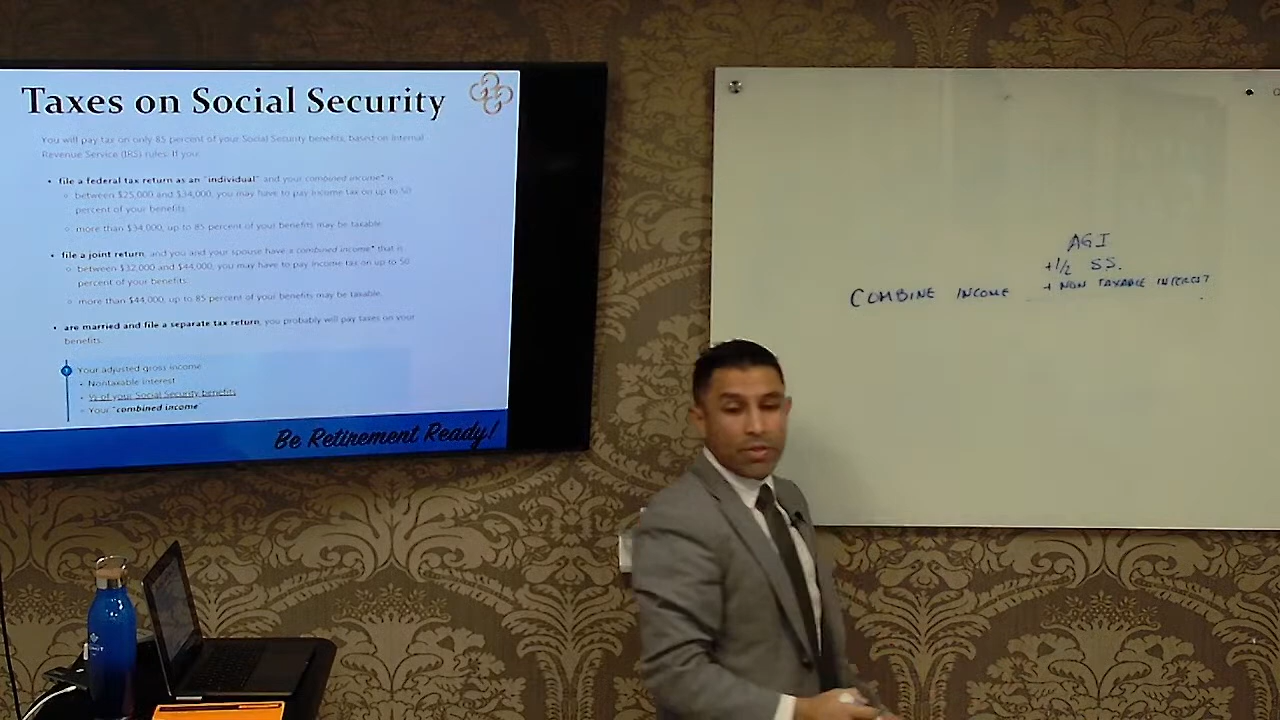 Taxes on Social Security
You will pay tax on only 85 percent of your Social Security benefits, based on Internal
Revenue Service (IRS) rules. If you:
• file a federal tax return as an "individual" and your combined income* is
between $25,000 and $34,000, you may have to pay income tax on up to 50
percent of your benefits.
more than $34,000, up to 85 percent of your benefits may be taxable.
• file a joint return, and you and your spouse have a combined income* that is
between $32,000 and $44,000, you may have to pay income tax on up to 50
percent of your benefits.
more than $44,000, up to 85 percent of your benefits may be taxable.
• are married and file a separate tax return, you probably will pay taxes on your
benefits.
Your adjusted gross income
Nontaxable interest
½ of your Social Security benefits
Your "combined income"
Be Retirement Ready!
AGI
+1/2 SS.
+ NON TAXABLE INTEREST
COMBINE INCOME